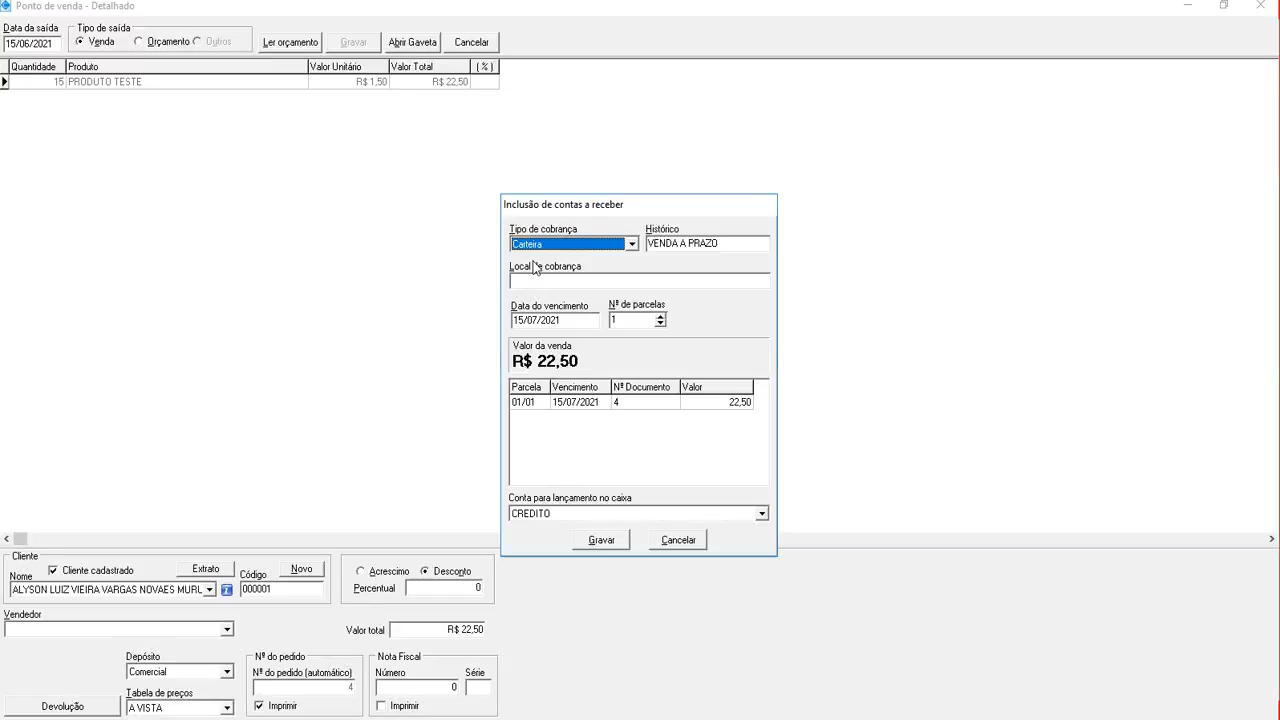 Ponto de venda - Detalhado
Data da saída
Tipo de saída
15/06/2021
Venda
Orçamento
Outros
Ler orçamento
Gravar
Abrir Gaveta
Cancelar
Quantidade Produto Valor Unitário Valor Total (%)
15 PRODUTO TESTE R$ 1,50 R$ 22,50
Inclusão de contas a receber
Tipo de cobrança Histórico
Carteira VENDA A PRAZO
Local de cobrança
Data do vencimento Nº de parcelas
15/07/2021 1
Valor da venda
R$ 22,50
Parcela Vencimento Nº Documento Valor
01/01 15/07/2021 4 22,50
Conta para lançamento no caixa
CREDITO
Gravar Cancelar
Cliente
Nome
Cliente cadastrado
Extrato
Código
Novo
ALYSON LUIZ VIEIRA VARGAS NOVAES MURL
000001
Acrescimo Desconto
Percentual 0
Vendedor
Valor total R$ 22,50
Depósito
Comercial
Tabela de preços
A VISTA
Devolução
Nº do pedido
Nº do pedido (automático)
4
Imprimir
Nota Fiscal
Número Série
0
Imprimir